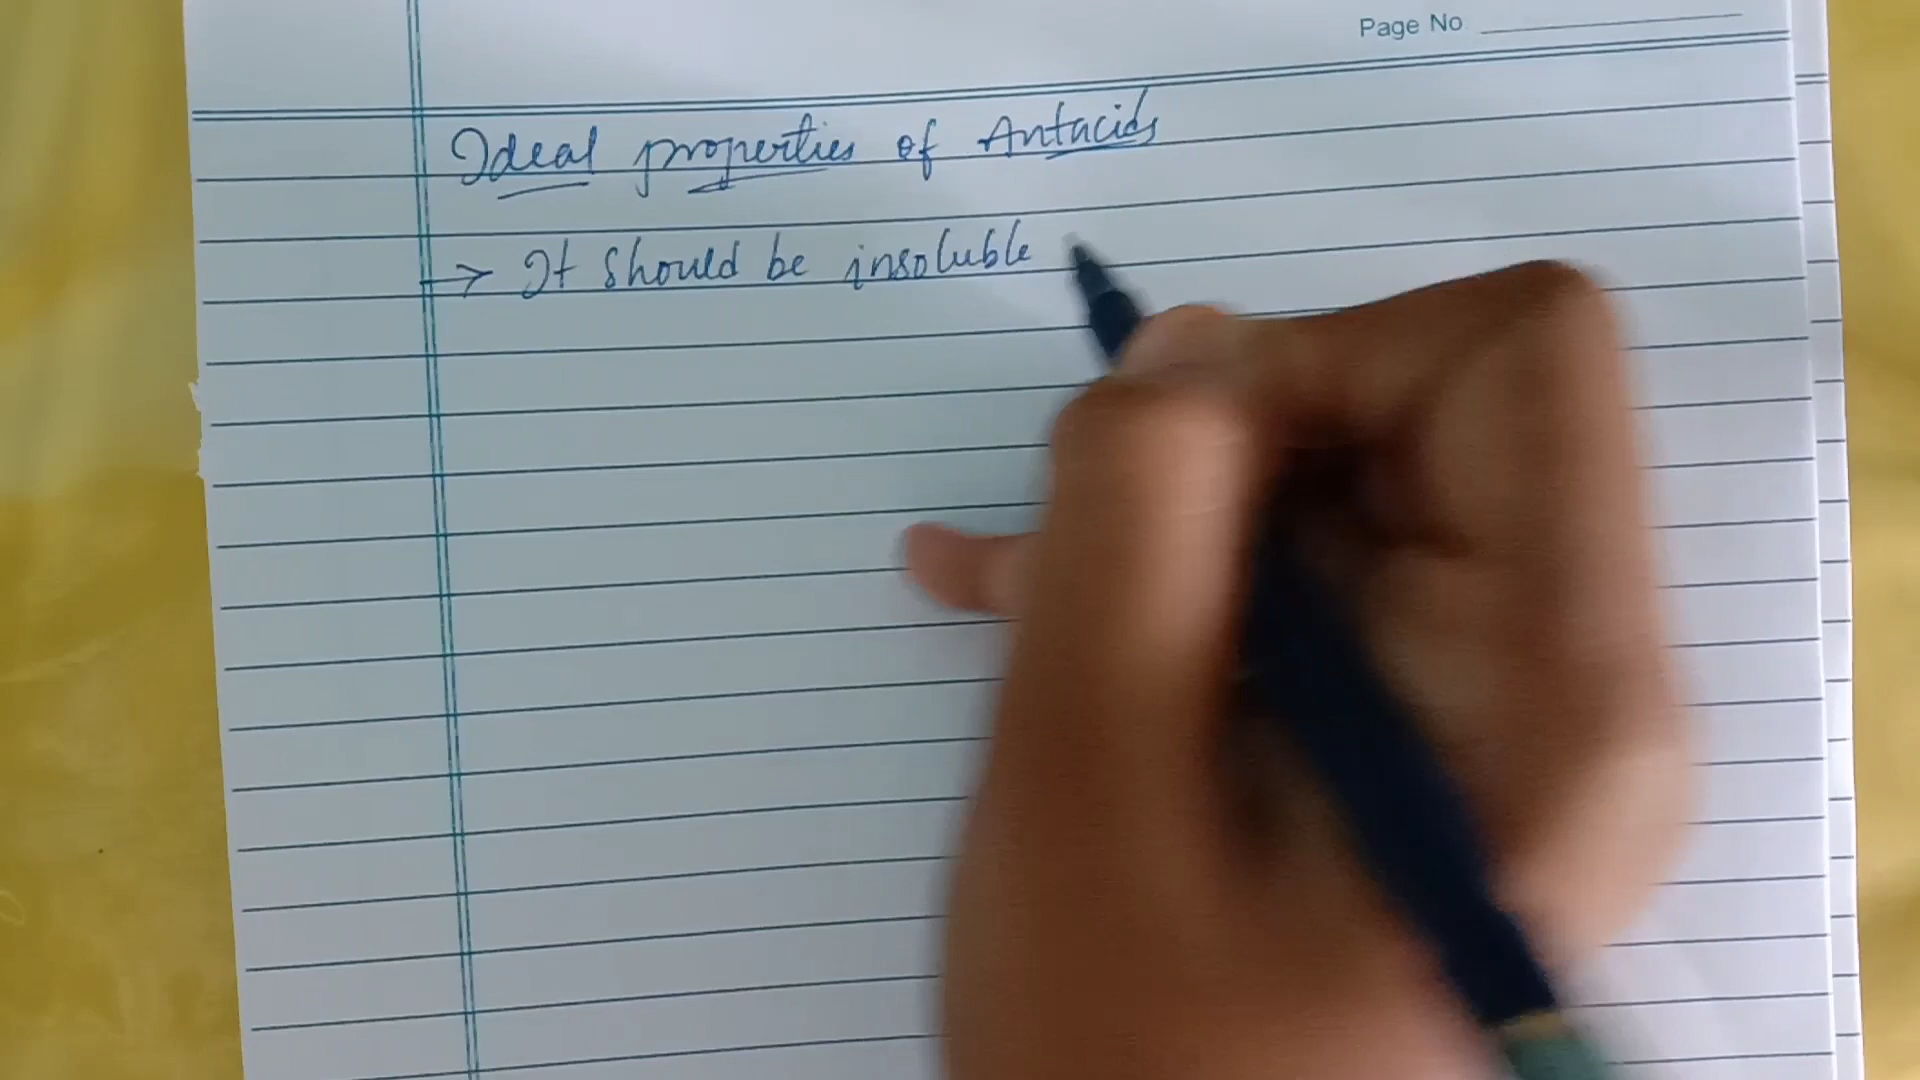 Page No.
Ideal properties of Antacids
→ It should be insoluble